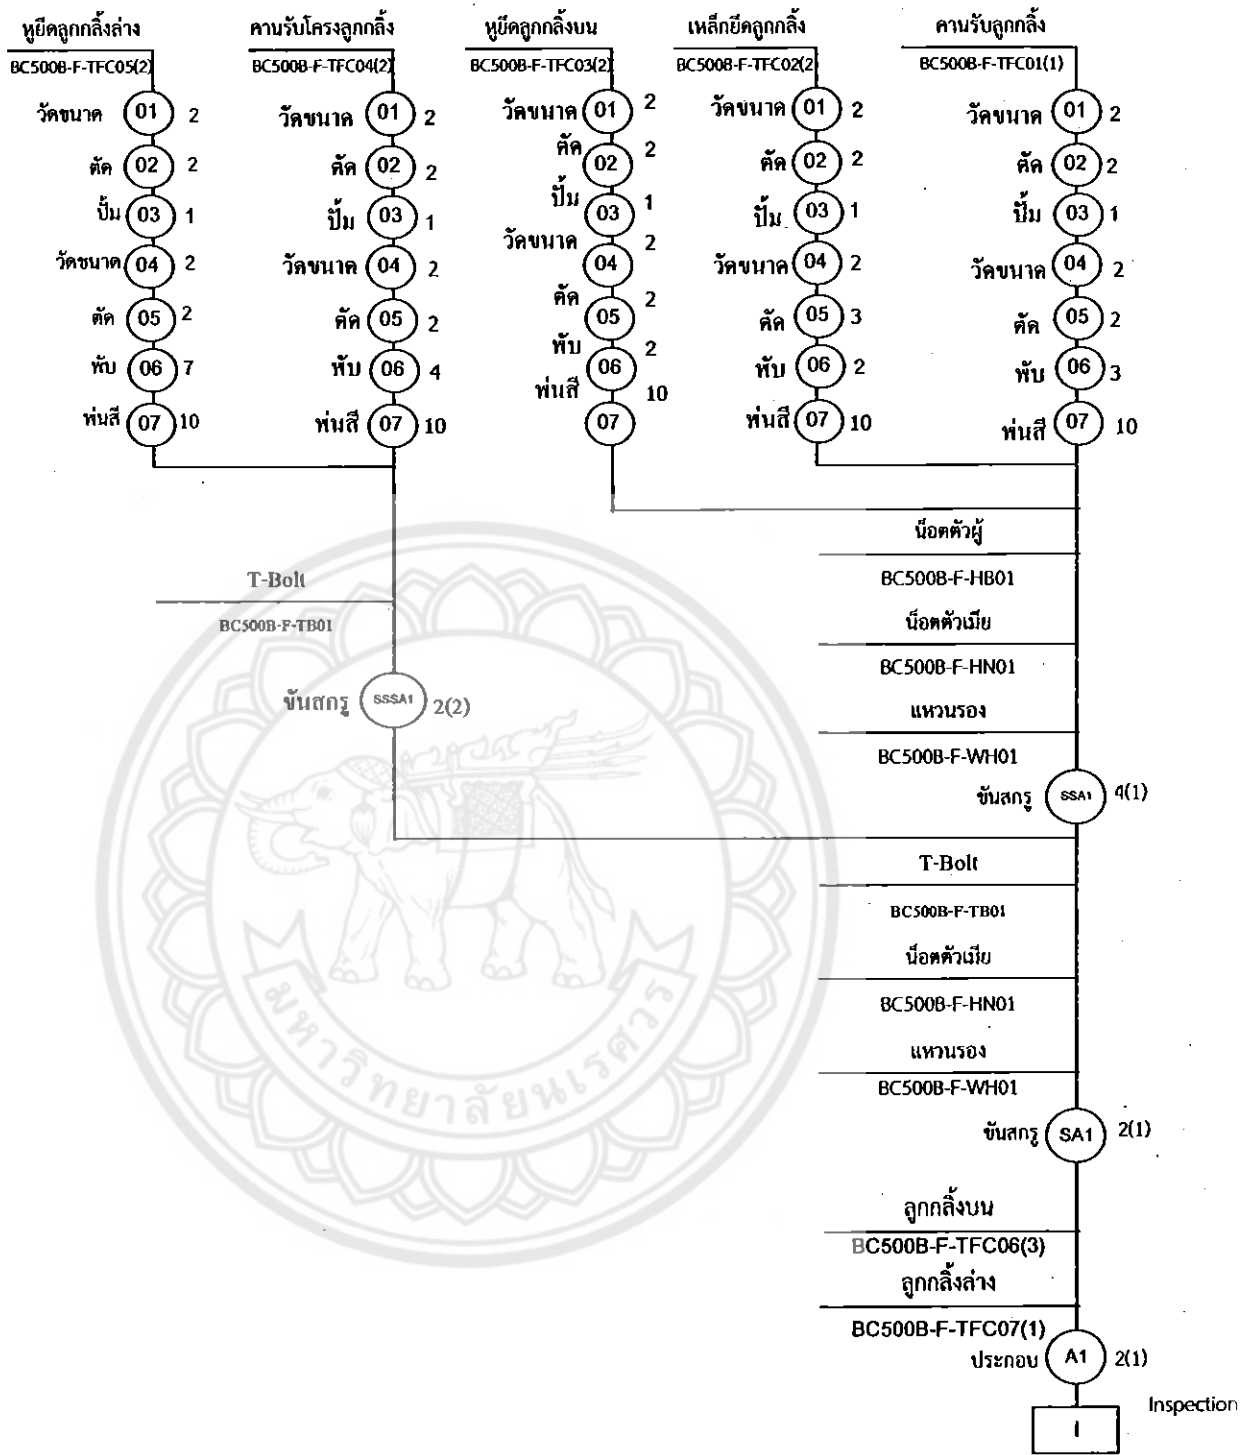 หูยึดลูกกลิ้งล่าง
BC500B-F-TFC05(2)
วัดขนาด 01 2
ตัด 02 2
ปั๊ม 03 1
วัดขนาด 04 2
ตัด 05 2
พับ 06 7
พ่นสี 07 10
คานรับโครงลูกกลิ้ง
BC500B-F-TFC04(2)
วัดขนาด 01 2
ตัด 02 2
ปั๊ม 03 1
วัดขนาด 04 2
ตัด 05 2
พับ 06 4
พ่นสี 07 10
หูยึดลูกกลิ้งบน
BC500B-F-TFC03(2)
วัดขนาด 01 2
ตัด 02 2
ปั๊ม 03 1
วัดขนาด 04 2
ตัด 05 2
พับ 06 2
พ่นสี 07 10
เหล็กยึดลูกกลิ้ง
BC500B-F-TFC02(2
วัดขนาด 01 2
ตัด 02 2
ปั๊ม 03 1
วัดขนาด 04 2
ตัด 05 3
พับ 06 2
พ่นสี 07 10
คานรับลูกกลิ้ง
BC500B-F-TFC01(1)
วัดขนาด 01 2
ตัด 02 2
ปั๊ม 03 1
วัดขนาด 04 2
ตัด 05 2
พับ 06 3
พ่นสี 07 10
T-Bolt
BC500B-F-TB01
ขันสกรู SSSA1 2(2)
น็อตตัวผู้
BC500B-F-HB01
น็อตตัวเมีย
BC500B-F-HN01
แหวนรอง
BC500B-F-WH01
ขันสกรู SSA1 4(1)
T-Bolt
BC500B-F-TB01
น็อตตัวเมีย
BC500B-F-HN01
แหวนรอง
BC500B-F-WH01
ขันสกรู SA1 2(1)
ลูกกลิ้งบน
BC500B-F-TFC06(3)
ลูกกลิ้งล่าง
BC500B-F-TFC07(1)
ประกอบ A1 2(1)
I Inspection
มหาวิทยาลัยนเรศวร